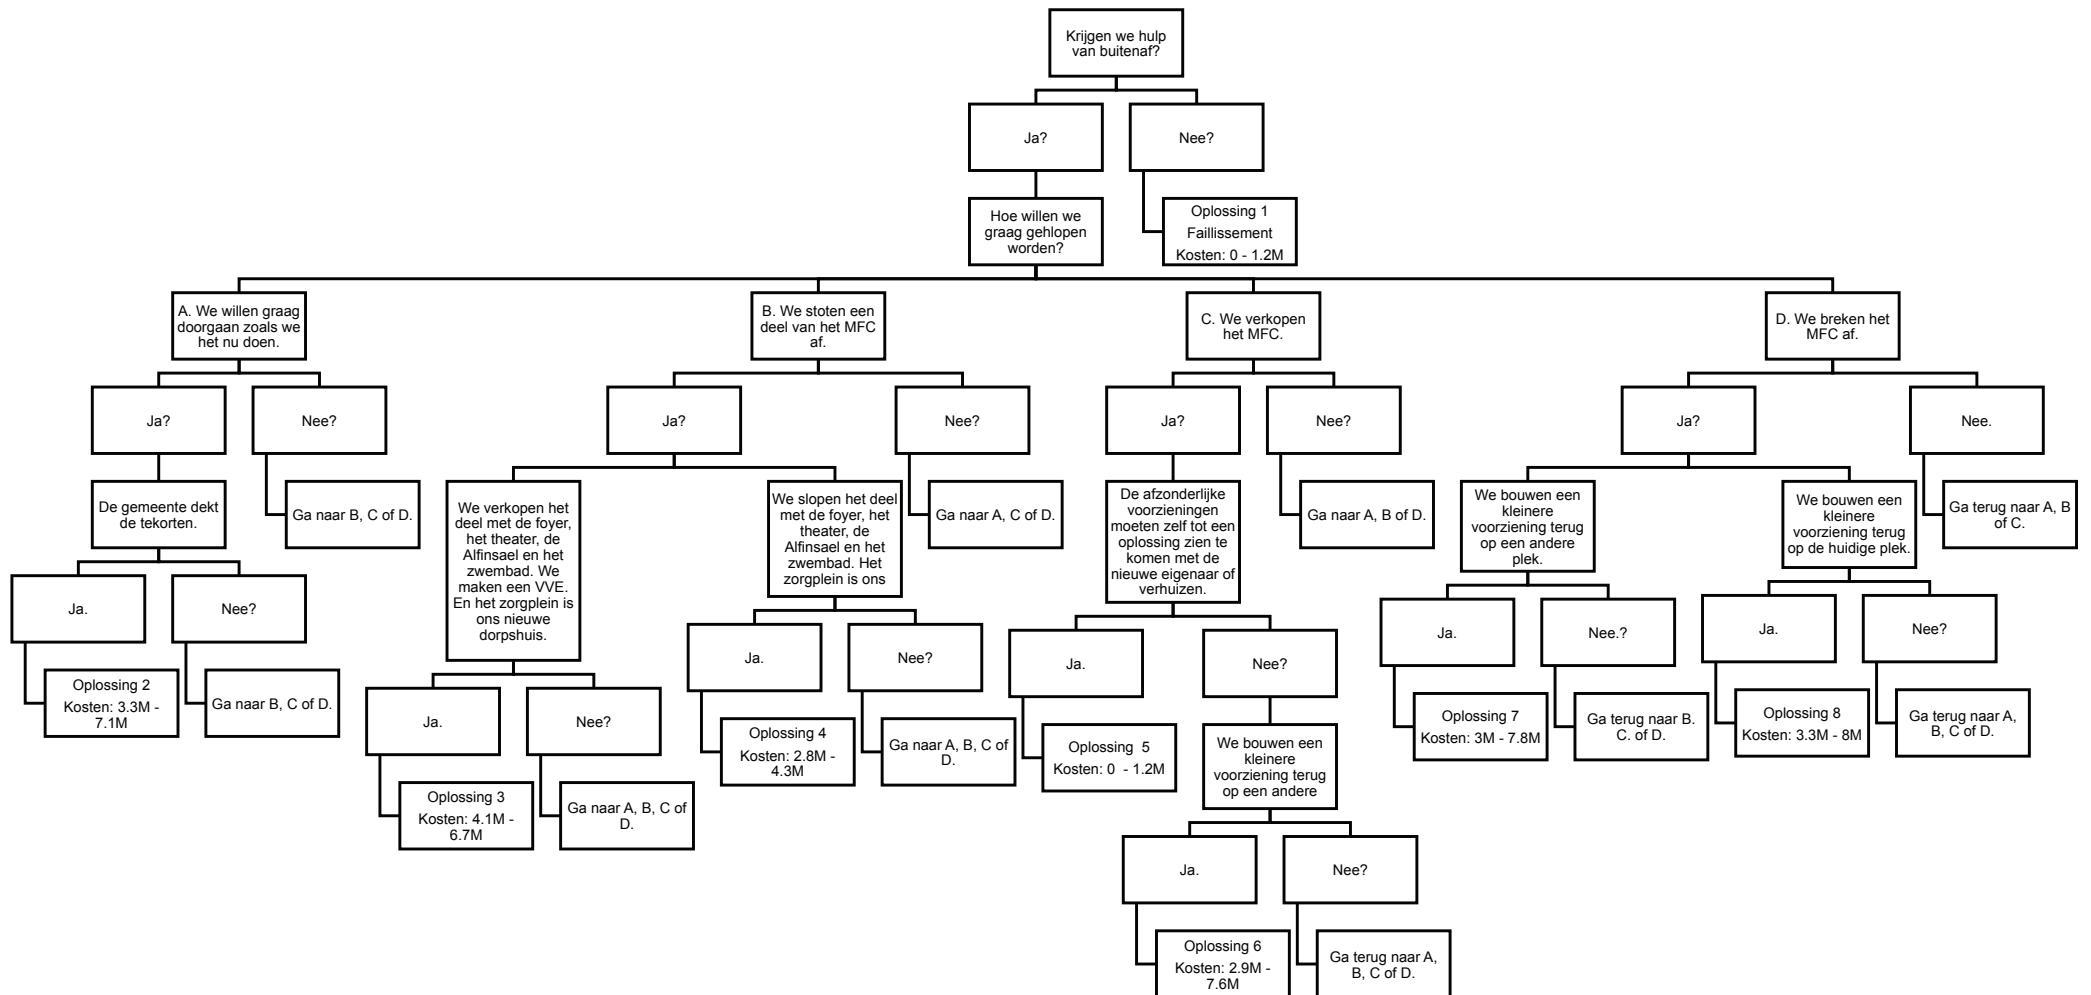 Krijgen we hulp
van buitenaf?
Ja?
Nee?
Hoe willen we
graag gehlopen
worden?
Oplossing 1
Faillissement
Kosten: 0 - 1.2M
A. We willen graag
doorgaan zoals we
het nu doen.
B. We stoten een
deel van het MFC
af.
C. We verkopen
het MFC.
D. We breken het
MFC af.
Ja?
Nee?
Ja?
Nee?
Ja?
Nee?
Ja?
Nee.
De gemeente dekt
de tekorten.
Ga naar B, C of D.
We verkopen het
deel met de foyer,
het theater, de
Alfinsael en het
zwembad. We
maken een VVE.
En het zorgplein is
ons nieuwe
dorpshuis.
We slopen het deel
met de foyer, het
theater, de
Alfinsael en het
zwembad. Het
zorgplein is ons
Ga naar A, C of D.
De afzonderlijke
voorzieningen
moeten zelf tot een
oplossing zien te
komen met de
nieuwe eigenaar of
verhuizen.
Ga naar A, B of D.
We bouwen een
kleinere
voorziening terug
op een andere
plek.
We bouwen een
kleinere
voorziening terug
op de huidige plek.
Ga terug naar A, B
of C.
Ja.
Nee?
Ja.
Nee?
Ja.
Nee?
Ja.
Nee.?
Ja.
Nee?
Oplossing 2
Kosten: 3.3M -
7.1M
Ga naar B, C of D.
Ja.
Nee?
Oplossing 4
Kosten: 2.8M -
4.3M
Ga naar A, B, C of
D.
Oplossing 5
Kosten: 0 - 1.2M
We bouwen een
kleinere
voorziening terug
op een andere
Oplossing 7
Kosten: 3M - 7.8M
Ga terug naar B.
C. of D.
Oplossing 8
Kosten: 3.3M - 8M
Ga terug naar A,
B, C of D.
Oplossing 3
Kosten: 4.1M -
6.7M
Ga naar A, B, C of
D.
Ja.
Nee?
Oplossing 6
Kosten: 2.9M -
7.6M
Ga terug naar A,
B, C of D.